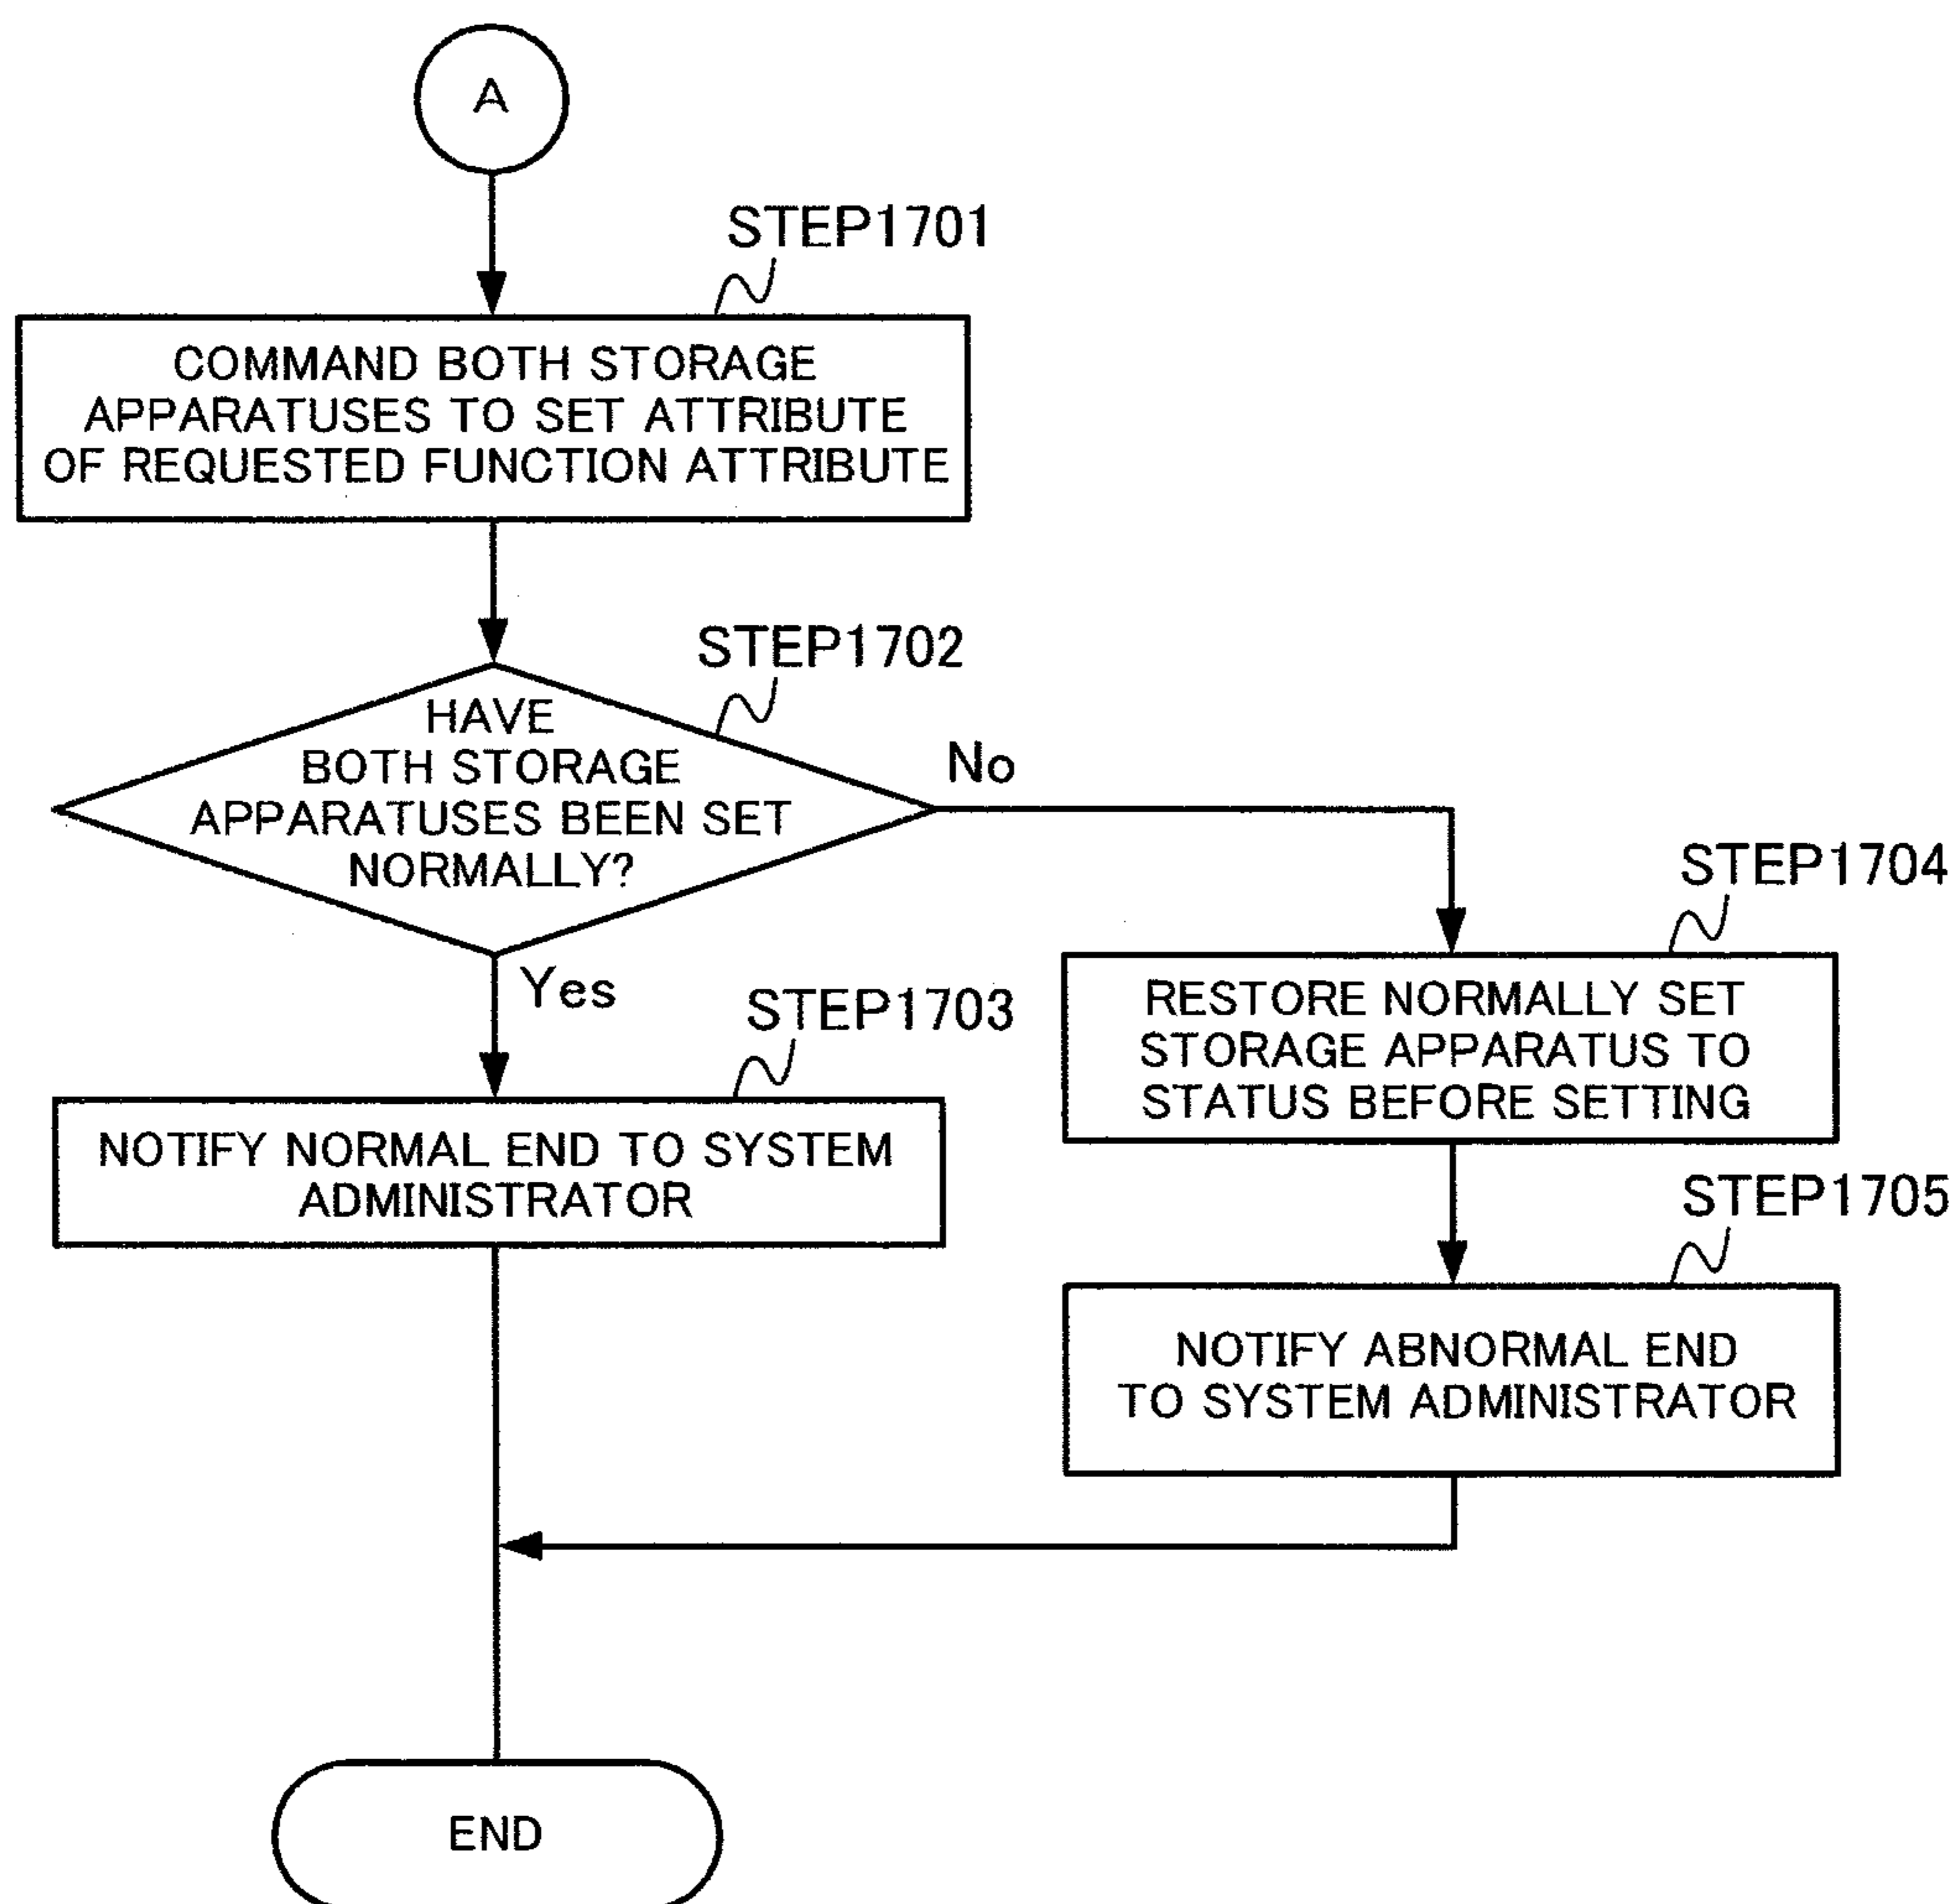 A
STEP1701
COMMAND BOTH STORAGE
APPARATUSES TO SET ATTRIBUTE
OF REQUESTED FUNCTION ATTRIBUTE
STEP1702
HAVE
BOTH STORAGE
APPARATUSES BEEN SET
NORMALLY?
No
Yes
STEP1703
NOTIFY NORMAL END TO SYSTEM
ADMINISTRATOR
STEP1704
RESTORE NORMALLY SET
STORAGE APPARATUS TO
STATUS BEFORE SETTING
STEP1705
NOTIFY ABNORMAL END
TO SYSTEM ADMINISTRATOR
END